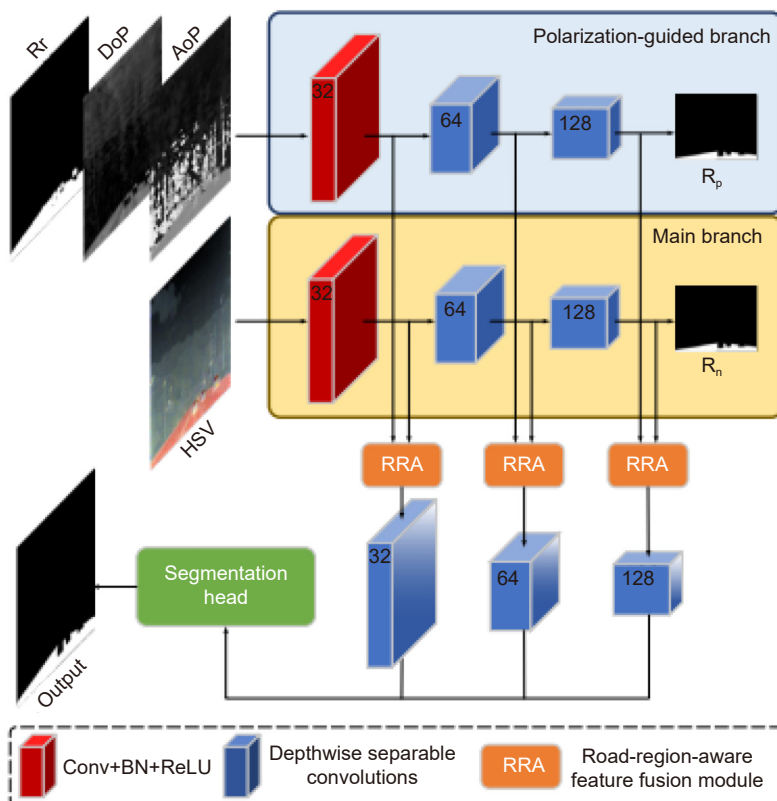 Rr
DoP
AoP
Polarization-guided branch
32
64
128
Rp
Main branch
32
64
128
Rn
HSV
RRA
RRA
RRA
32
64
128
Segmentation
head
Output
Conv+BN+ReLU
Depthwise separable
convolutions
RRA
Road-region-aware
feature fusion module